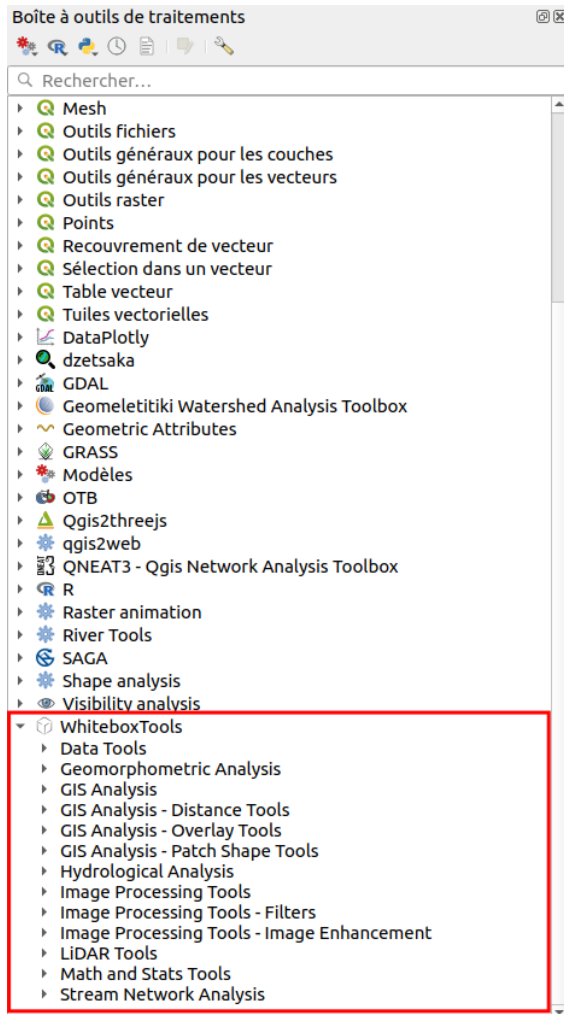 Boîte à outils de traitements
Rechercher...
Mesh
Outils fichiers
Outils généraux pour les couches
Outils généraux pour les vecteurs
Outils raster
Points
Recouvrement de vecteur
Sélection dans un vecteur
Table vecteur
Tuiles vectorielles
DataPlotly
dzetsaka
GDAL
Geomeletitiki Watershed Analysis Toolbox
Geometric Attributes
GRASS
Modèles
OTB
Qgis2threejs
qgis2web
QNEAT3 - Qgis Network Analysis Toolbox
R
Raster animation
River Tools
SAGA
Shape analysis
Visibility analysis
WhiteboxTools
Data Tools
Geomorphometric Analysis
GIS Analysis
GIS Analysis - Distance Tools
GIS Analysis - Overlay Tools
GIS Analysis - Patch Shape Tools
Hydrological Analysis
Image Processing Tools
Image Processing Tools - Filters
Image Processing Tools - Image Enhancement
LiDAR Tools
Math and Stats Tools
Stream Network Analysis